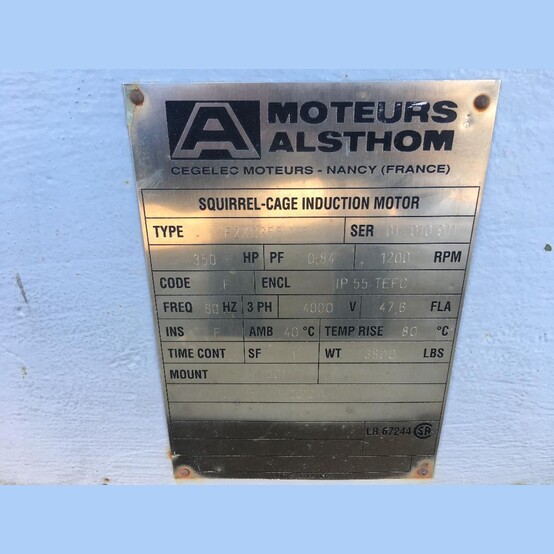 A MOTEURS
ALSTHOM
CEGELEC MOTEURS - NANCY (FRANCE)
SQUIRREL-CAGE INDUCTION MOTOR
TYPE SER
350 HP PF 0,84 1200 RPM
CODE F ENCL IP 55 TEFC
FREQ 60 HZ 3 PH 4000 V 47,6 FLA
INS F AMB 40 °C TEMP RISE 80 °C
TIME CONT SF 1 WT LBS
MOUNT
LR 67244 SA